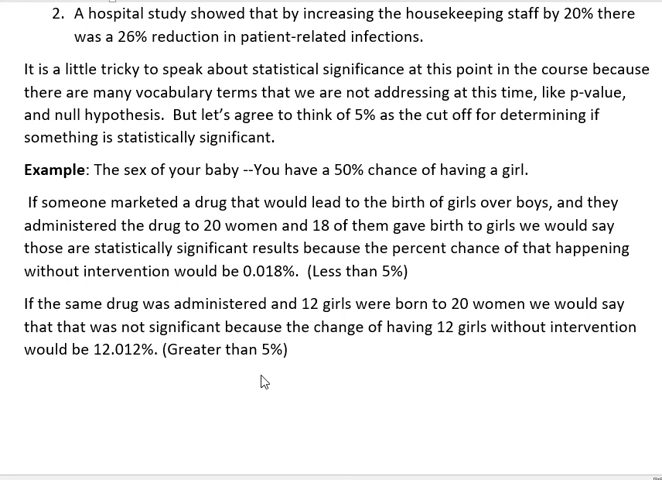 2. A hospital study showed that by increasing the housekeeping staff by 20% there
was a 26% reduction in patient-related infections.
It is a little tricky to speak about statistical significance at this point in the course because
there are many vocabulary terms that we are not addressing at this time, like p-value,
and null hypothesis.  But let's agree to think of 5% as the cut off for determining if
something is statistically significant.
Example: The sex of your baby --You have a 50% chance of having a girl.
If someone marketed a drug that would lead to the birth of girls over boys, and they
administered the drug to 20 women and 18 of them gave birth to girls we would say
those are statistically significant results because the percent chance of that happening
without intervention would be 0.018%.  (Less than 5%)
If the same drug was administered and 12 girls were born to 20 women we would say
that that was not significant because the change of having 12 girls without intervention
would be 12.012%. (Greater than 5%)